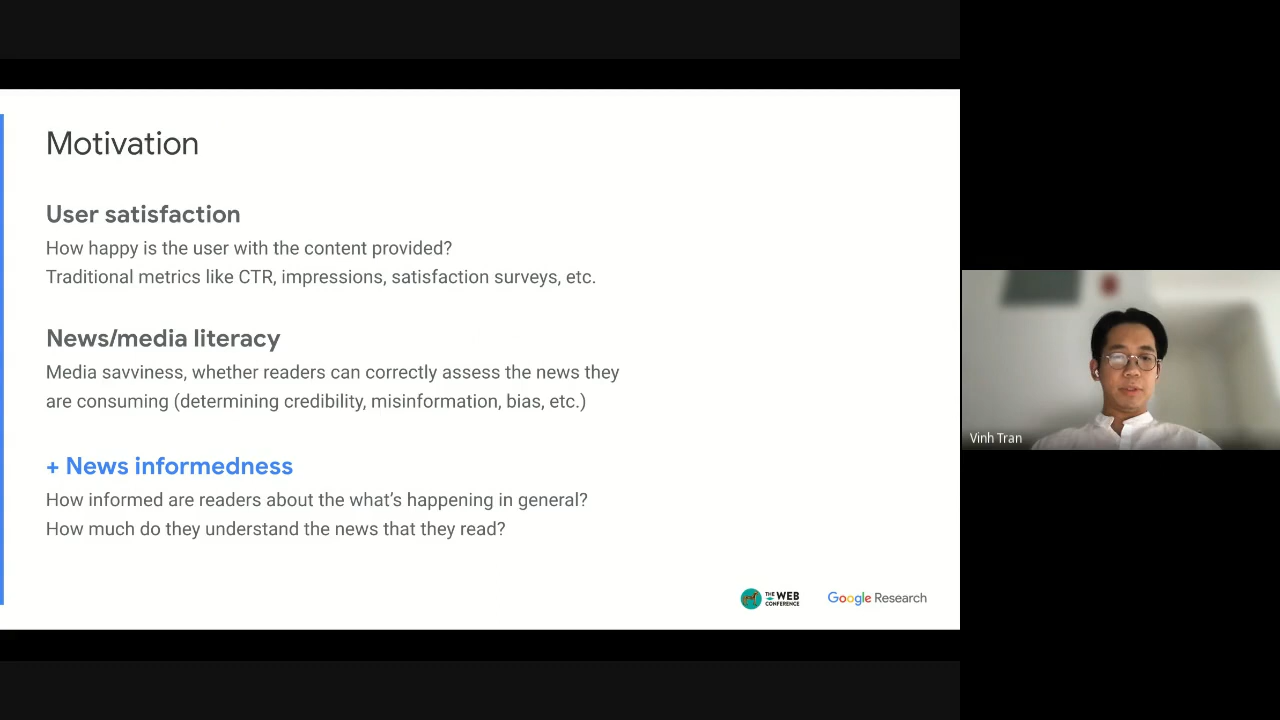 Motivation
User satisfaction
How happy is the user with the content provided?
Traditional metrics like CTR, impressions, satisfaction surveys, etc.
News/media literacy
Media savviness, whether readers can correctly assess the news they
are consuming (determining credibility, misinformation, bias, etc.)
+ News informedness
How informed are readers about the what's happening in general?
How much do they understand the news that they read?
THE WEB
CONFERENCE
Google Research
Vinh Tran